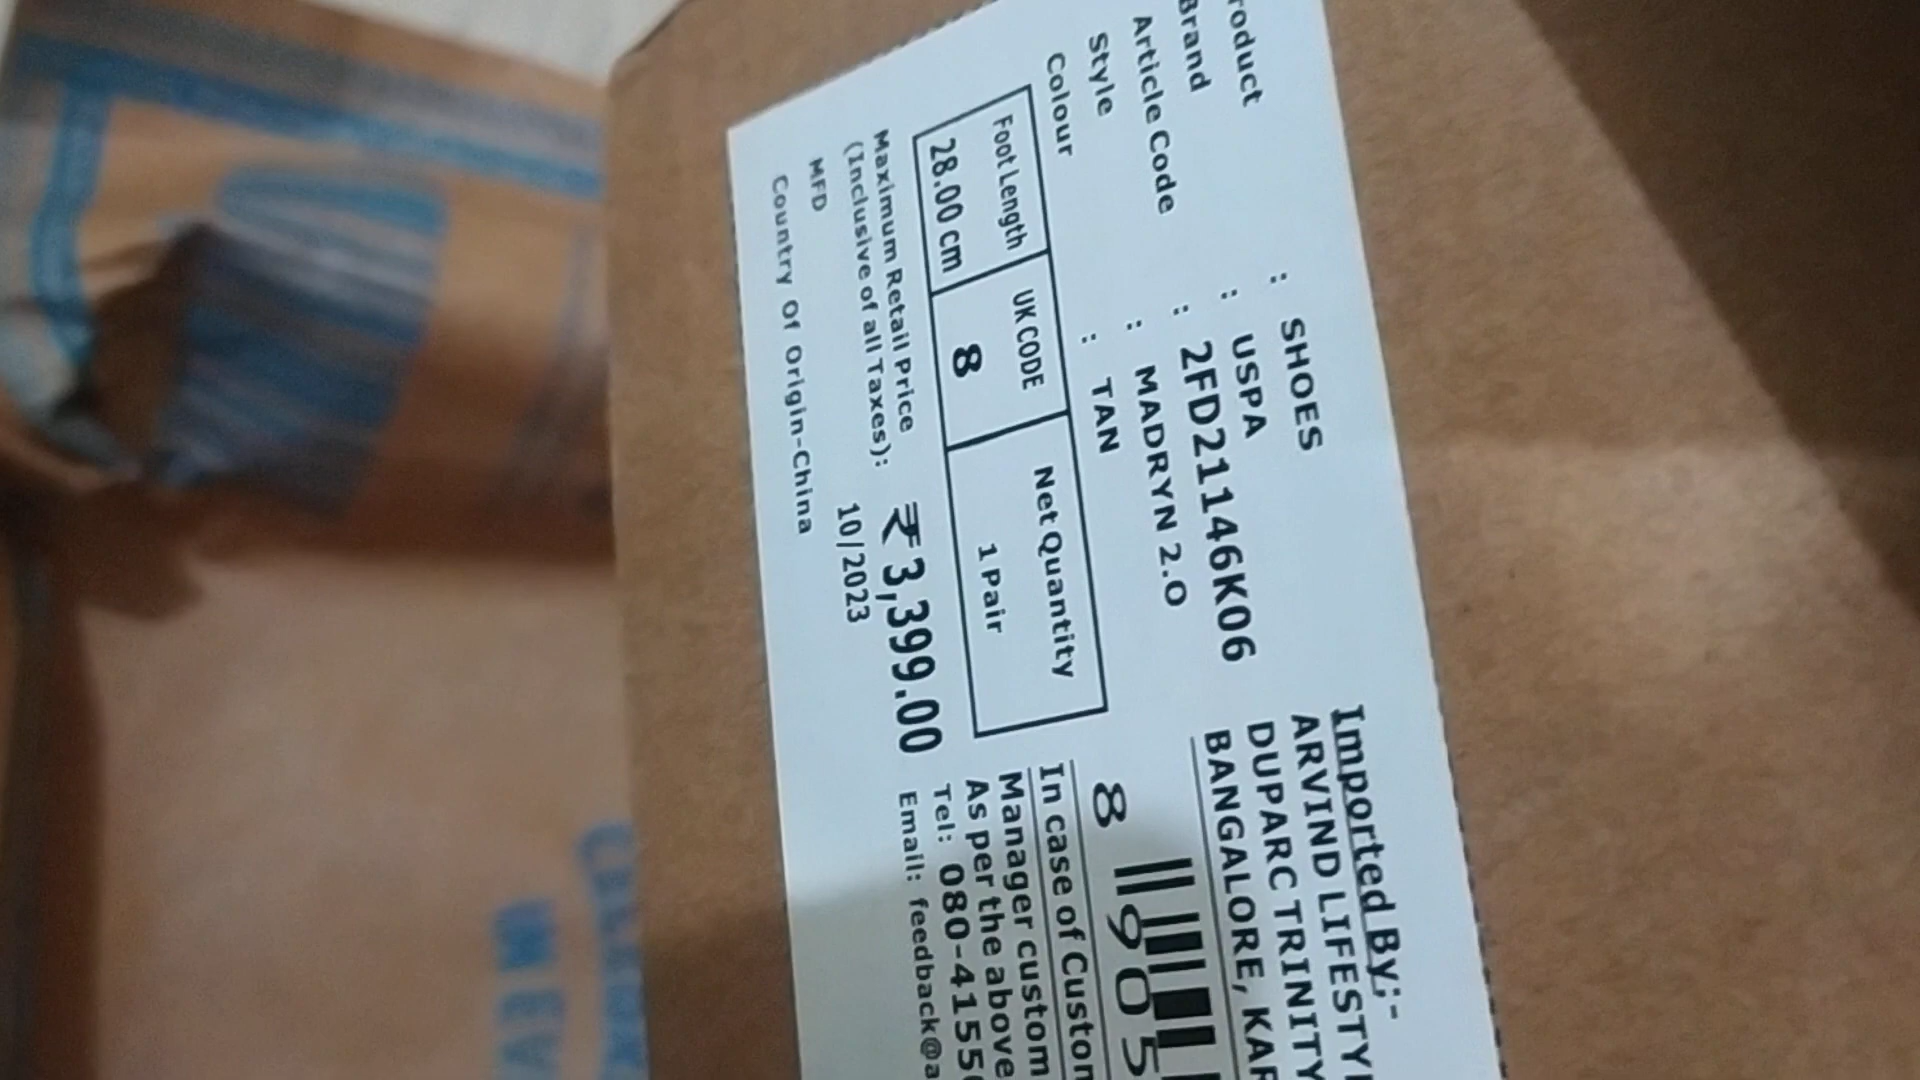 Product : SHOES
Brand : USPA
Article Code : 2FD21146K06
Style : MADRYN 2.0
Colour : TAN
Foot Length UK CODE Net Quantity
28.00 cm 8 1 Pair
Maximum Retail Price
(Inclusive of all Taxes): ₹ 3,399.00
MFD 10/2023
Country Of Origin-China
Imported By:-
ARVIND LIFESTYL
DUPARC TRINITY
BANGALORE, KAR
8 905
In case of Custom
Manager custom
As per the above
Tel: 080-4155
Email: feedback@a